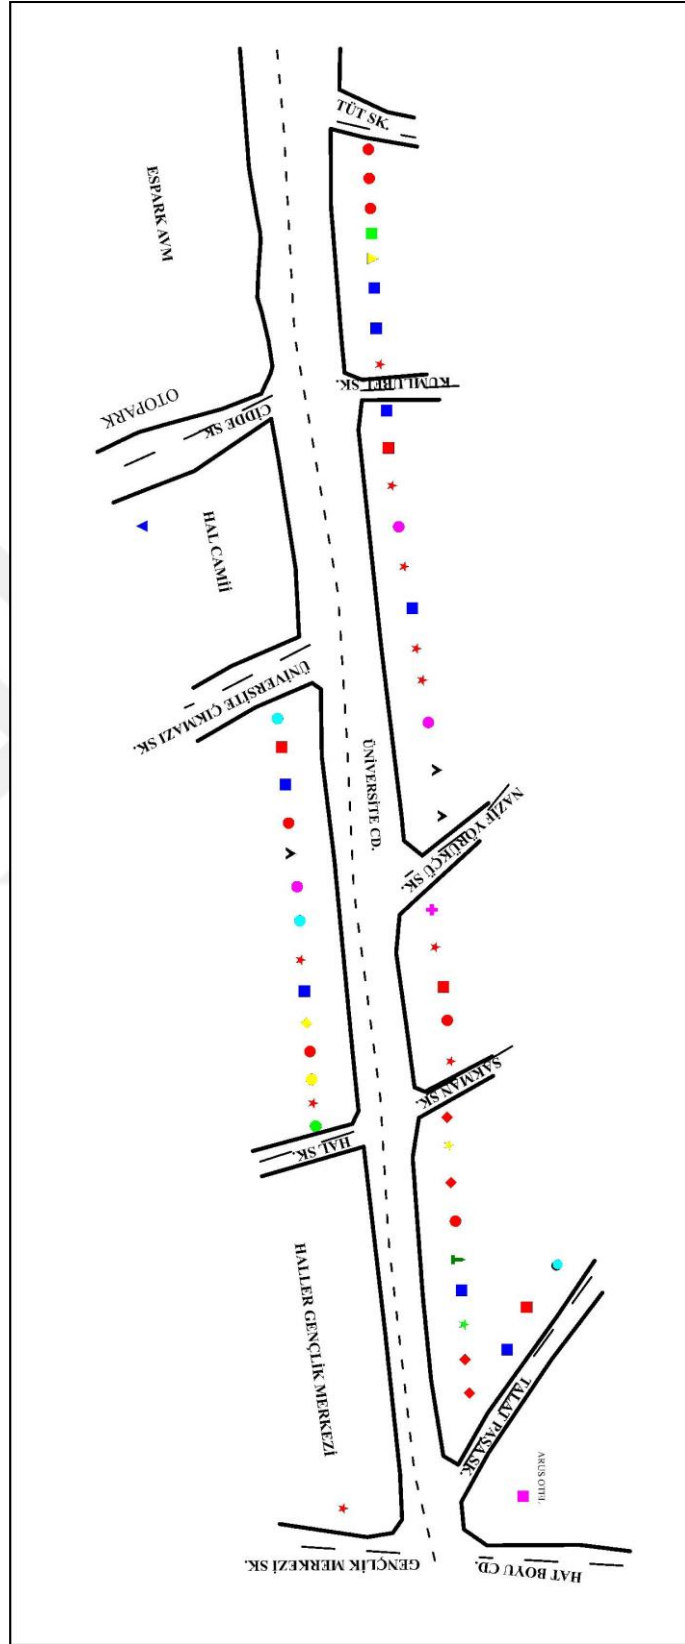 TÜT SK.
ESPARK AVM
KUMLUBEL SK.
OTOPARK
CİDDE SK.
HAL CAMİİ
ÜNİVERSİTE ÇIKMAZI SK.
ÜNİVERSİTE CD.
NAZİF YÖRÜKÇÜ SK.
SAKMAN SK.
HAL SK.
HALLER GENÇLİK MERKEZİ
TALAT PAŞA SK.
ARUS OTEL
GENÇLİK MERKEZİ SK.
HAT BOYU CD.